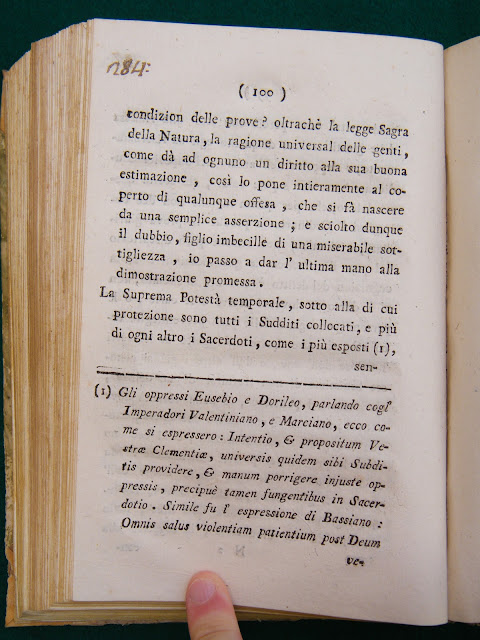 284:
( 100 )
condizion delle prove? oltrachè la legge Sagra
della Natura, la ragione universal delle genti,
come dà ad ognuno un diritto alla sua buona
estimazione, così lo pone intieramente al co-
perto di qualunque offesa, che si fà nascere
da una semplice asserzione; e sciolto dunque
il dubbio, figlio imbecille di una miserabile sot-
tigliezza, io passo a dar l' ultima mano alla
dimostrazione promessa.
La Suprema Potestà temporale, sotto alla di cui
protezione sono tutti i Sudditi collocati, e più
di ogni altro i Sacerdoti, come i più esposti (1),
sen-
(1) Gli oppressi Eusebio e Dorileo, parlando cogl'
Imperadori Valentiniano, e Marciano, ecco co-
me si espressero: Intentio, & propositum Ve-
stræ Clementiæ, universis quidem sibi Subdi-
tis providere, & manum porrigere injuste op-
pressis, precipuè tamen fungentibus in Sacer-
dotio. Simile fu l' espressione di Bassiano:
Omnis salus violentiam patientium post Deum
ve-